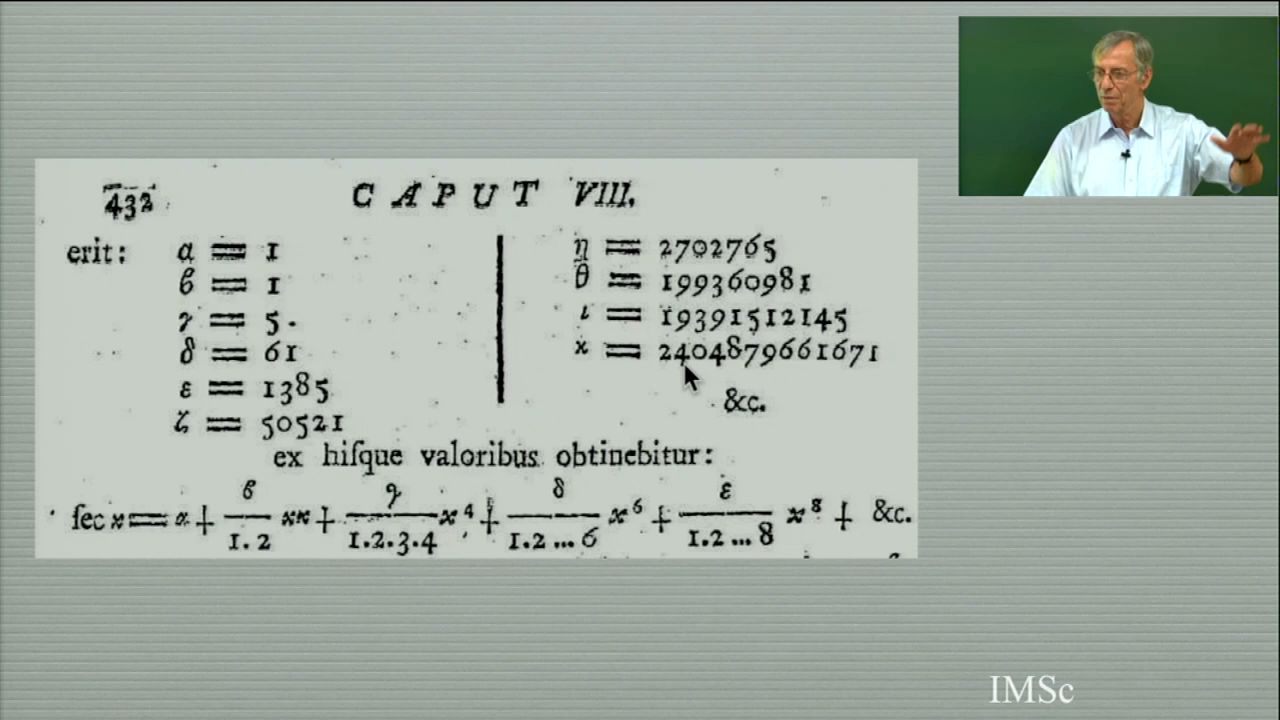 432 CAPUT VIII.
erit: α = 1
β = 1
γ = 5.
δ = 61
ε = 1385
ζ = 50521
η = 2702765
θ = 199360981
ι = 19391512145
κ = 2404879661671
&c.
ex hiſque valoribus obtinebitur:
ſec x = α + β/1.2 xx + γ/1.2.3.4 x⁴ + δ/1.2...6 x⁶ + ε/1.2...8 x⁸ + &c.
IMSc